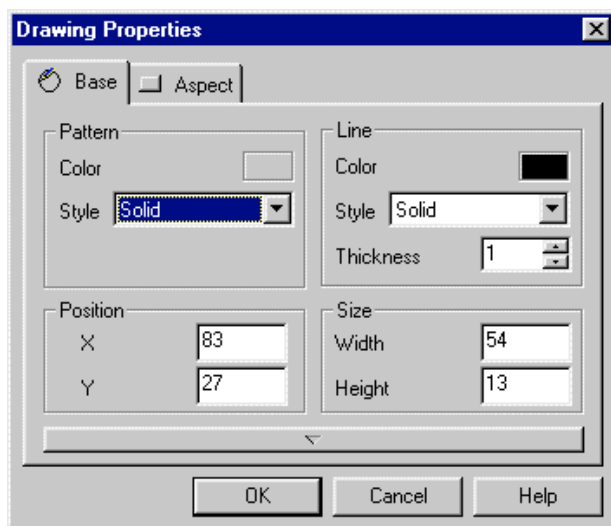 Drawing Properties
Base
Aspect
Pattern
Color
Style Solid
Line
Color
Style Solid
Thickness 1
Position
X 83
Y 27
Size
Width 54
Height 13
OK
Cancel
Help